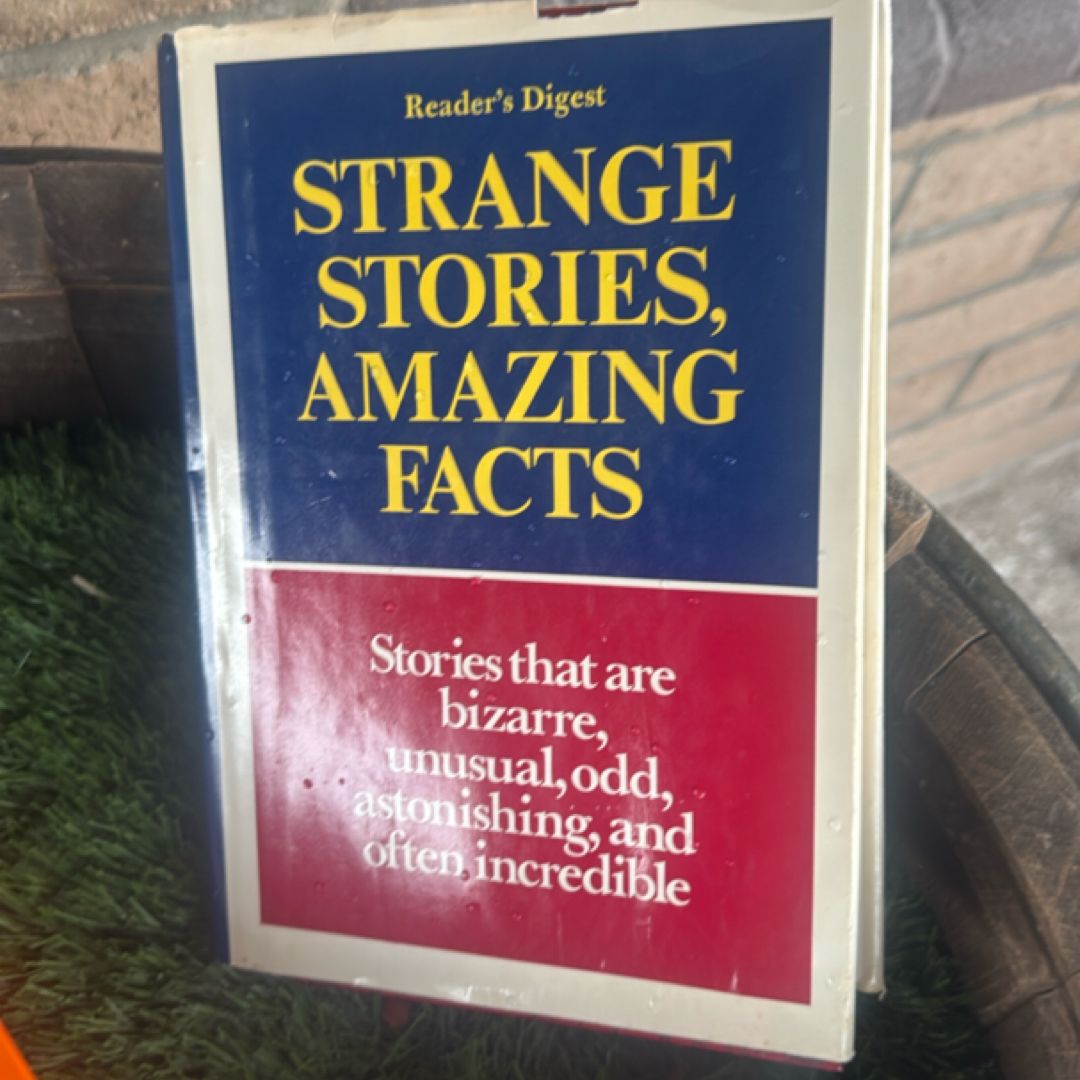 Reader's Digest
STRANGE
STORIES,
AMAZING
FACTS
Stories that are
bizarre,
unusual, odd,
astonishing, and
often incredible